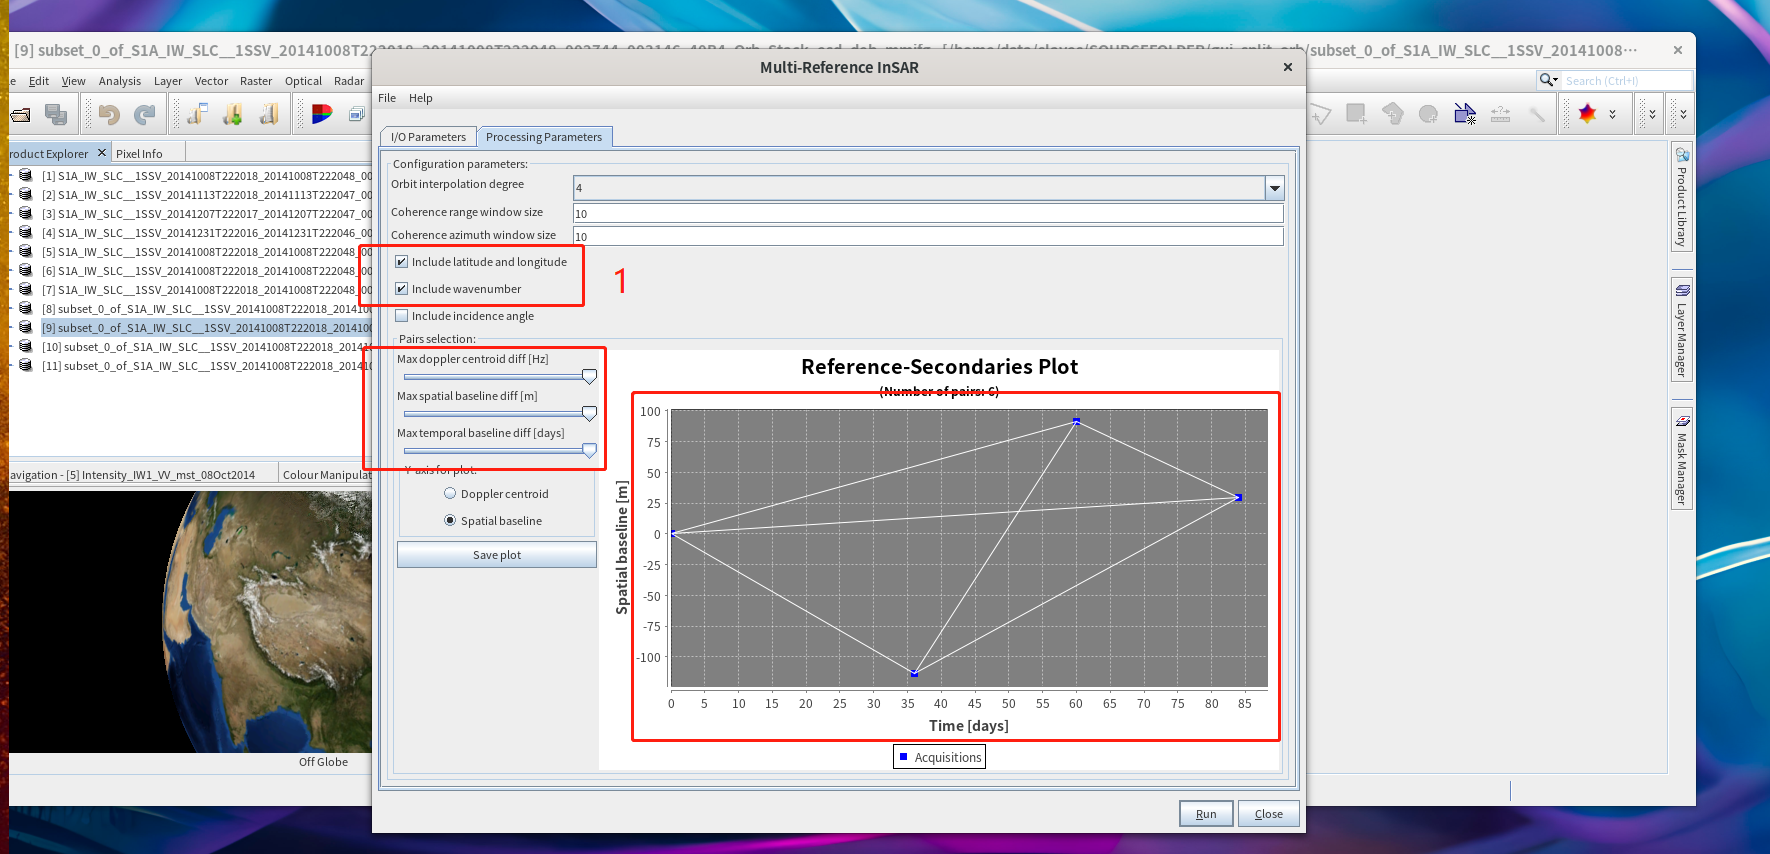 [9] subset_0_of_S1A_IW_SLC__1SSV_20141008T222018_20141008T222048_002744_003146_40B4_Orb_Stack_esd_deb_mmifg - [/home/data/
/SOURCEFOLDER/gui_split_orb/subset_0_of_S1A_IW_SLC__1SSV_20141008···
Multi-Reference InSAR
e Edit View Analysis Layer Vector Raster Optical Radar
Search (Ctrl+I)
File Help
I/O Parameters Processing Parameters
roduct Explorer Pixel Info
[1] S1A_IW_SLC__1SSV_20141008T222018_20141008T222048_00
[2] S1A_IW_SLC__1SSV_20141113T222018_20141113T222047_00
[3] S1A_IW_SLC__1SSV_20141207T222017_20141207T222047_00
[4] S1A_IW_SLC__1SSV_20141231T222016_20141231T222046_00
[5] S1A_IW_SLC__1SSV_20141008T222018_20141008T222048_00
[6] S1A_IW_SLC__1SSV_20141008T222018_20141008T222048_00
[7] S1A_IW_SLC__1SSV_20141008T222018_20141008T222048_00
[8] subset_0_of_S1A_IW_SLC__1SSV_20141008T222018_201410
[9] subset_0_of_S1A_IW_SLC__1SSV_20141008T222018_201410
[10] subset_0_of_S1A_IW_SLC__1SSV_20141008T222018_20141
[11] subset_0_of_S1A_IW_SLC__1SSV_20141008T222018_20141
avigation - [5] Intensity_IW1_VV_mst_08Oct2014 Colour Manipulat
Off Globe
Configuration parameters:
Orbit interpolation degree 4
Coherence range window size 10
Coherence azimuth window size 10
Include latitude and longitude
1
Include wavenumber
Include incidence angle
Pairs selection:
Max doppler centroid diff [Hz]
Max spatial baseline diff [m]
Max temporal baseline diff [days]
Y axis for plot:
Doppler centroid
Spatial baseline
Save plot
Reference-Secondaries Plot
(Number of pairs: 6)
Spatial baseline [m]
100
75
50
25
0
-25
-50
-75
-100
0 5 10 15 20 25 30 35 40 45 50 55 60 65 70 75 80 85
Time [days]
Acquisitions
Run Close
Product Library
Layer Manager
Mask Manager